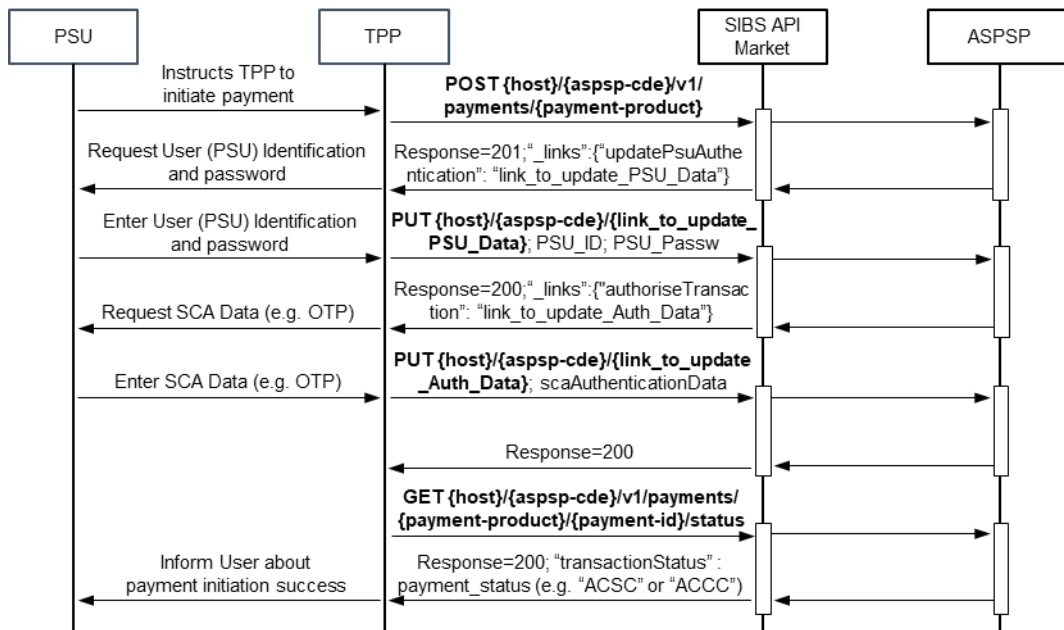 PSU
TPP
SIBS API
Market
ASPSP
Instructs TPP to
initiate payment
POST {host}/{aspsp-cde}/v1/
payments/{payment-product}
Request User (PSU) Identification
and password
Response=201;“_links”:{“updatePsuAuthe
ntication”: “link_to_update_PSU_Data”}
Enter User (PSU) Identification
and password
PUT {host}/{aspsp-cde}/{link_to_update_
PSU_Data}; PSU_ID; PSU_Passw
Response=200;“_links”:{"authoriseTransac
tion”: “link_to_update_Auth_Data”}
Request SCA Data (e.g. OTP)
PUT {host}/{aspsp-cde}/{link_to_update
_Auth_Data}; scaAuthenticationData
Enter SCA Data (e.g. OTP)
Response=200
GET {host}/{aspsp-cde}/v1/payments/
{payment-product}/{payment-id}/status
Inform User about
payment initiation success
Response=200; “transactionStatus” :
payment_status (e.g. “ACSC” or “ACCC”)